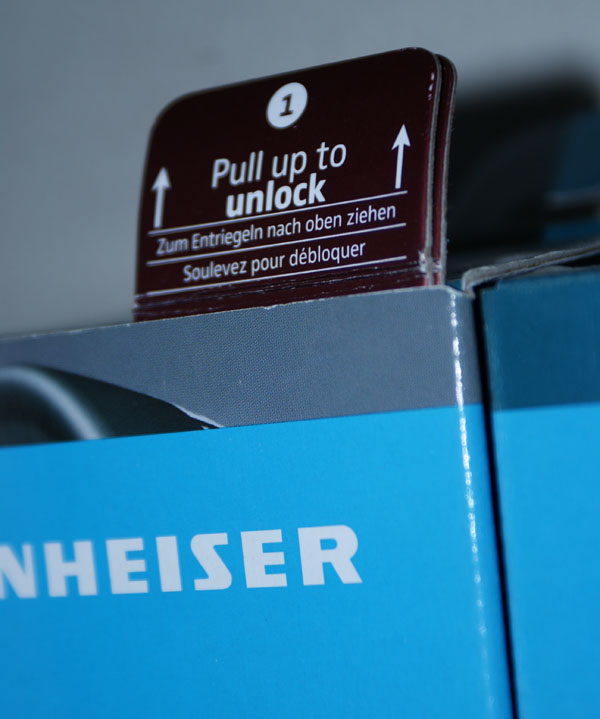 1
Pull up to
unlock
Zum Entriegeln nach oben ziehen
Soulevez pour débloquer
NHEISER